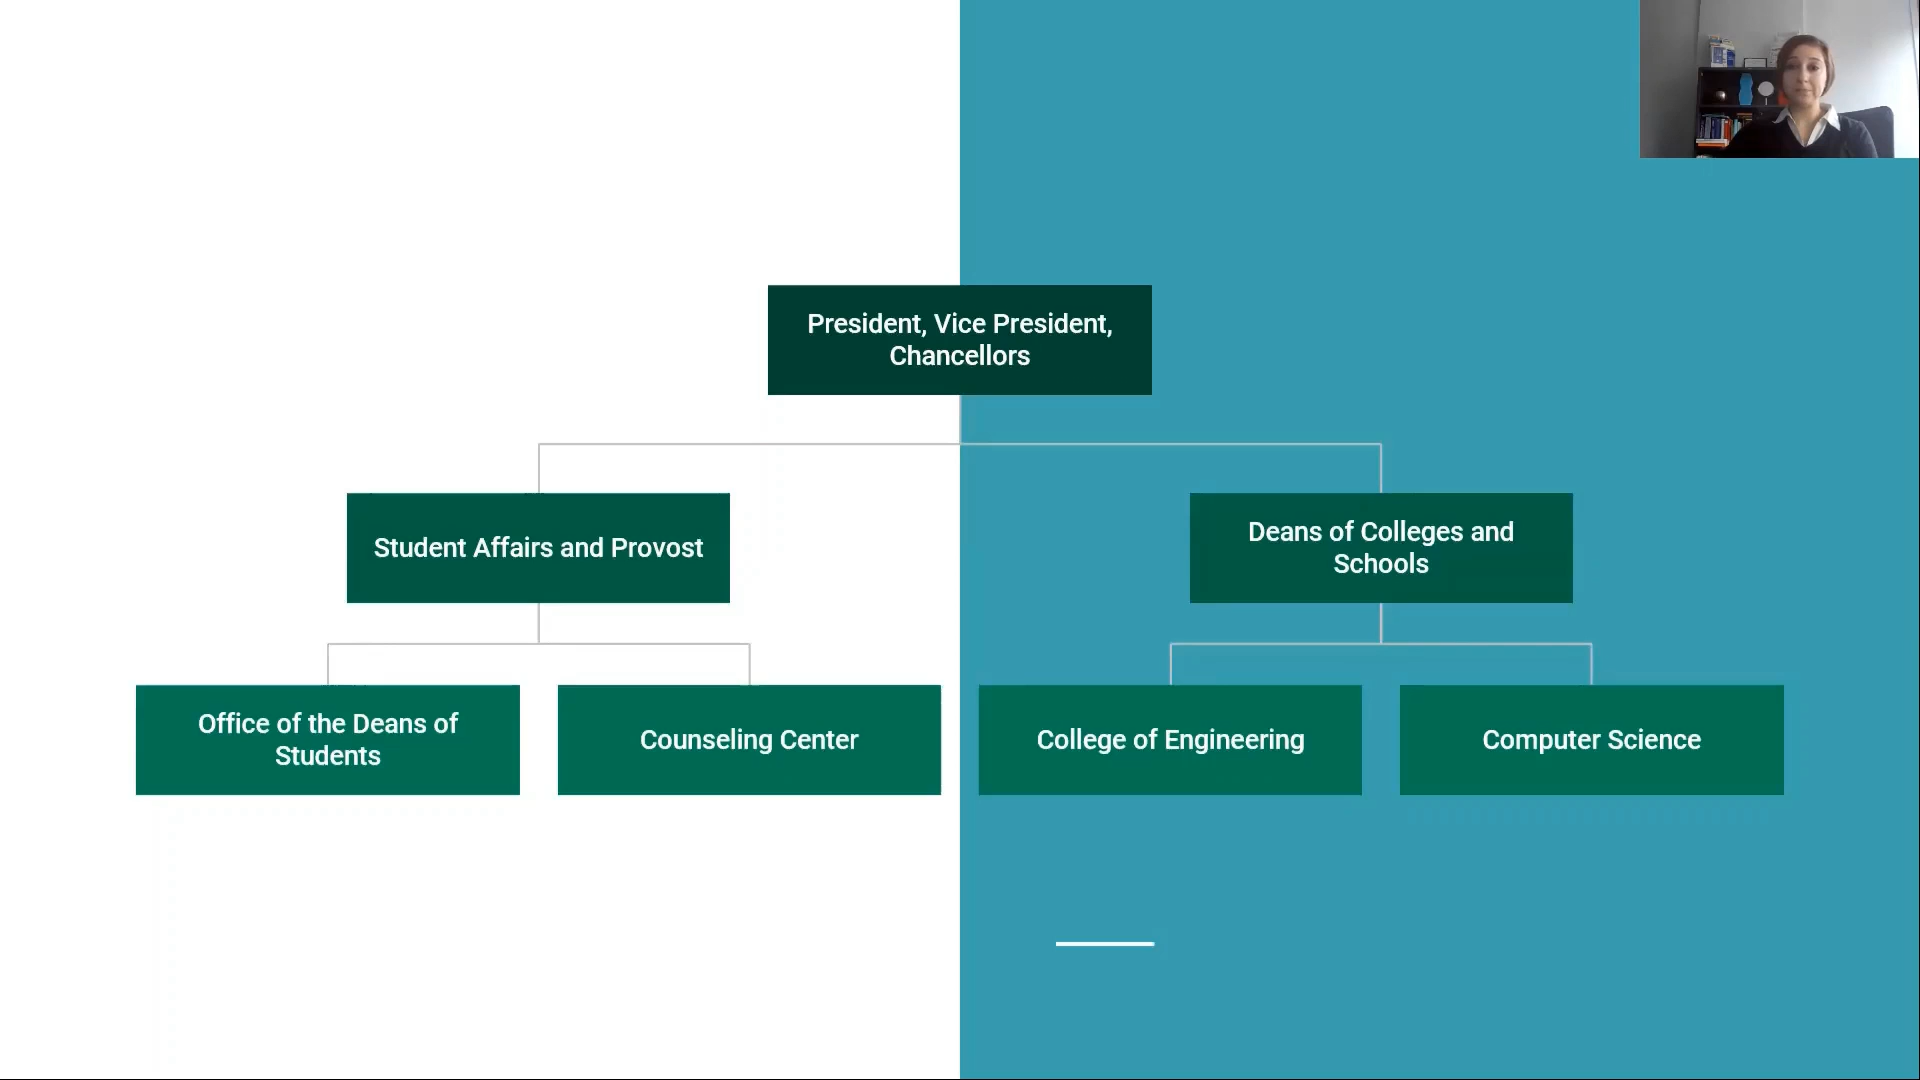 President, Vice President,
Chancellors
Student Affairs and Provost
Deans of Colleges and
Schools
Office of the Deans of
Students
Counseling Center
College of Engineering
Computer Science